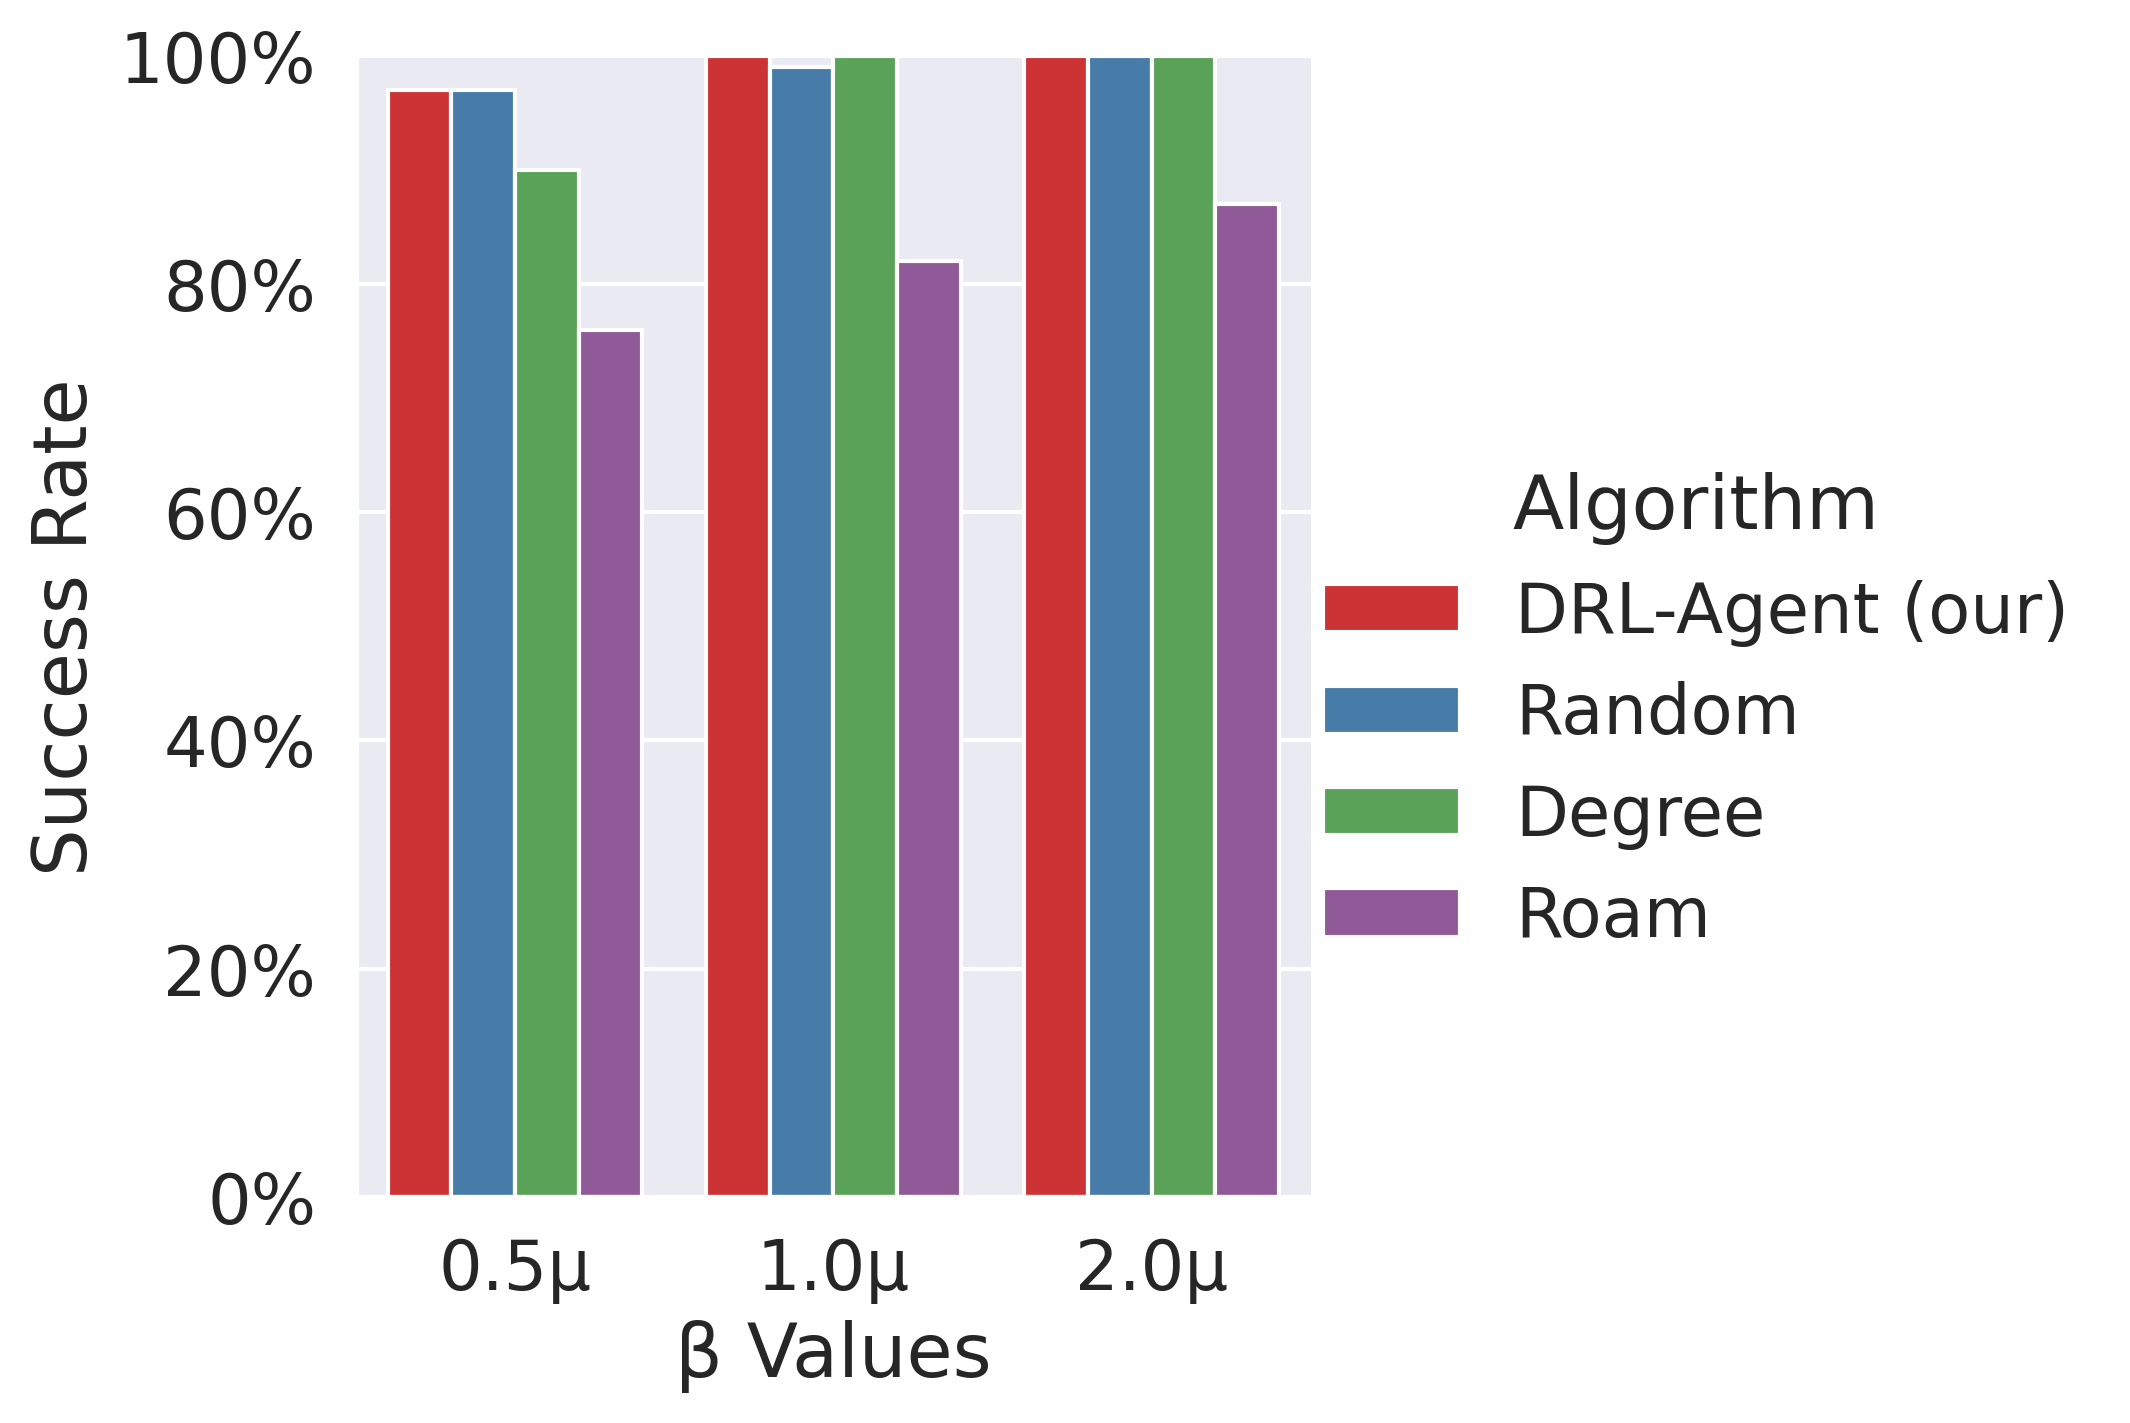 100%
80%
60%
40%
20%
0%
Success Rate
0.5µ 1.0µ 2.0µ
β Values
Algorithm
DRL-Agent (our)
Random
Degree
Roam